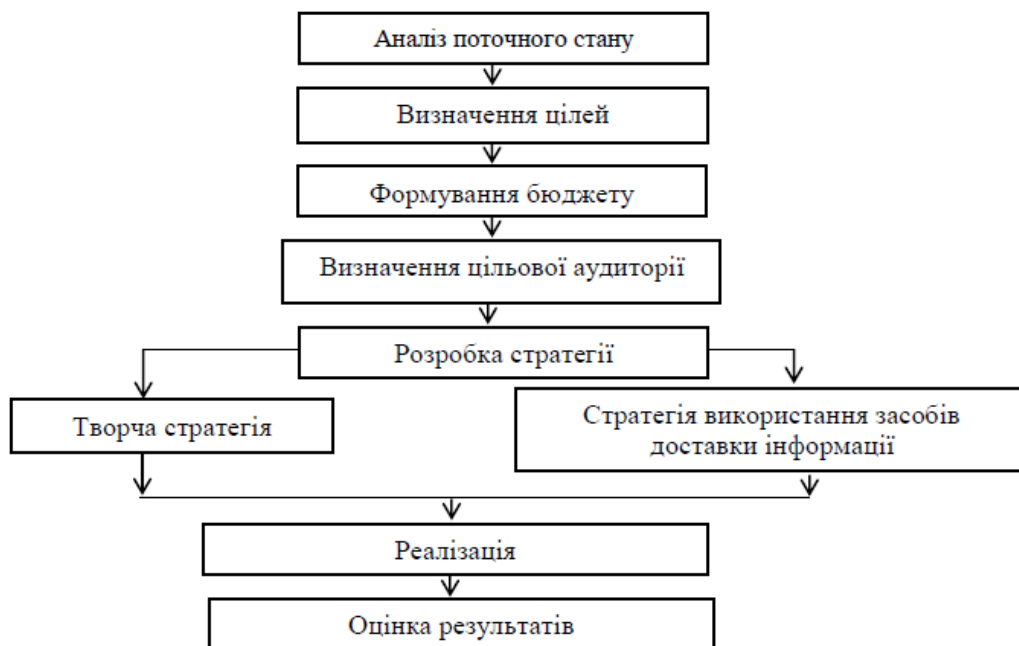 Аналіз поточного стану
Визначення цілей
Формування бюджету
Визначення цільової аудиторії
Розробка стратегії
Творча стратегія
Стратегія використання засобів
доставки інформації
Реалізація
Оцінка результатів